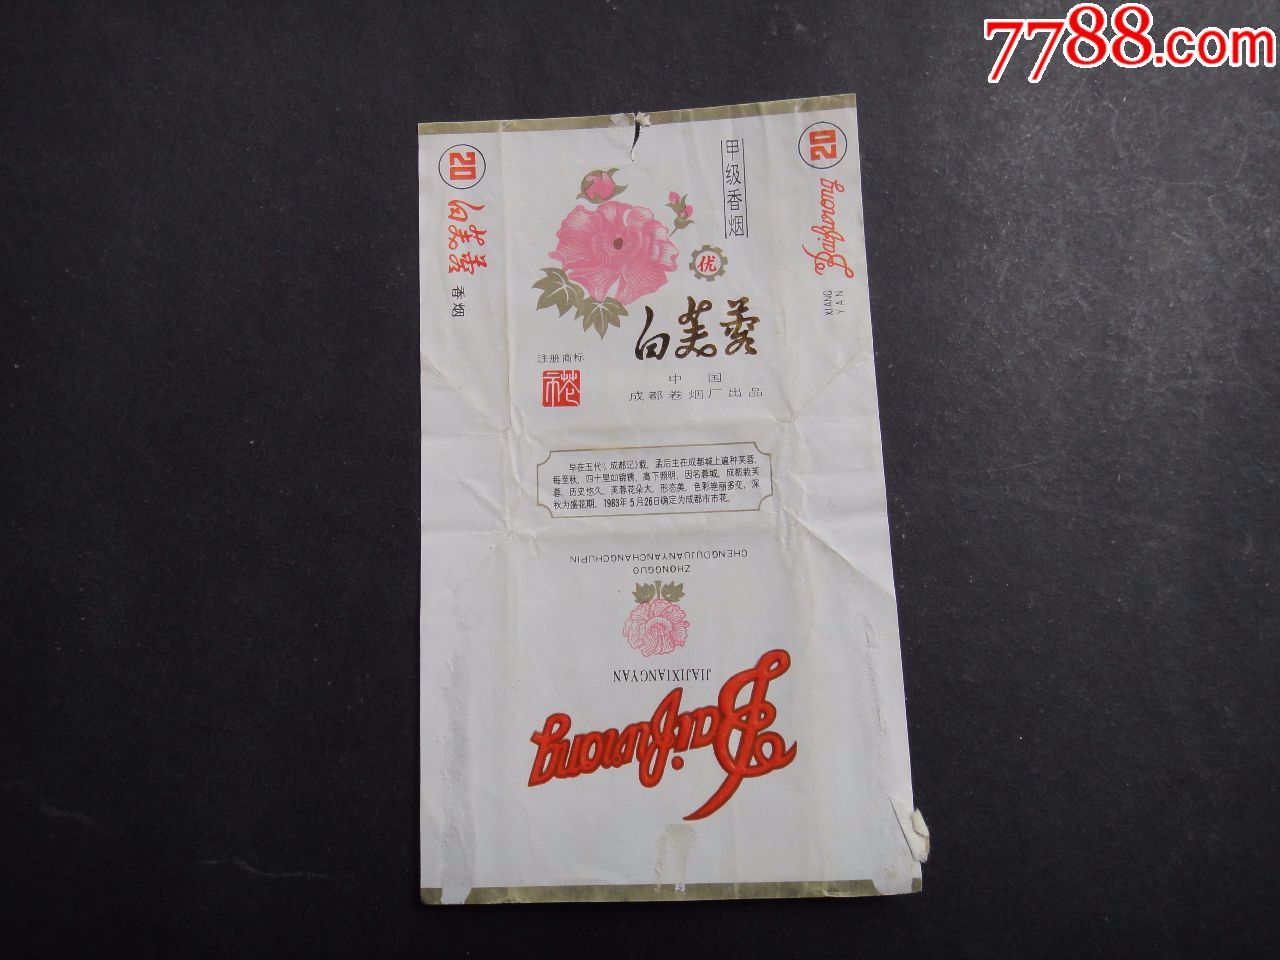 7788.com
20
白芙蓉
香烟
甲级香烟
优
白芙蓉
注册商标
市花
中 国
成都卷烟厂出品
20
Baifurong
XIANG
YAN
早在五代《成都记》载，孟后主在成都城上遍种芙蓉，
每至秋，四十里如锦绣，高下照明，因名蓉城。成都栽芙
蓉，历史悠久，芙蓉花朵大，形态美，色彩艳丽多变，深
秋为盛花期，1983年5月26日确定为成都市市花。
CHENGDUJUANYANCHANGCHUPIN
ZHONGGUO
JIAJIXIANGYAN
Baifurong